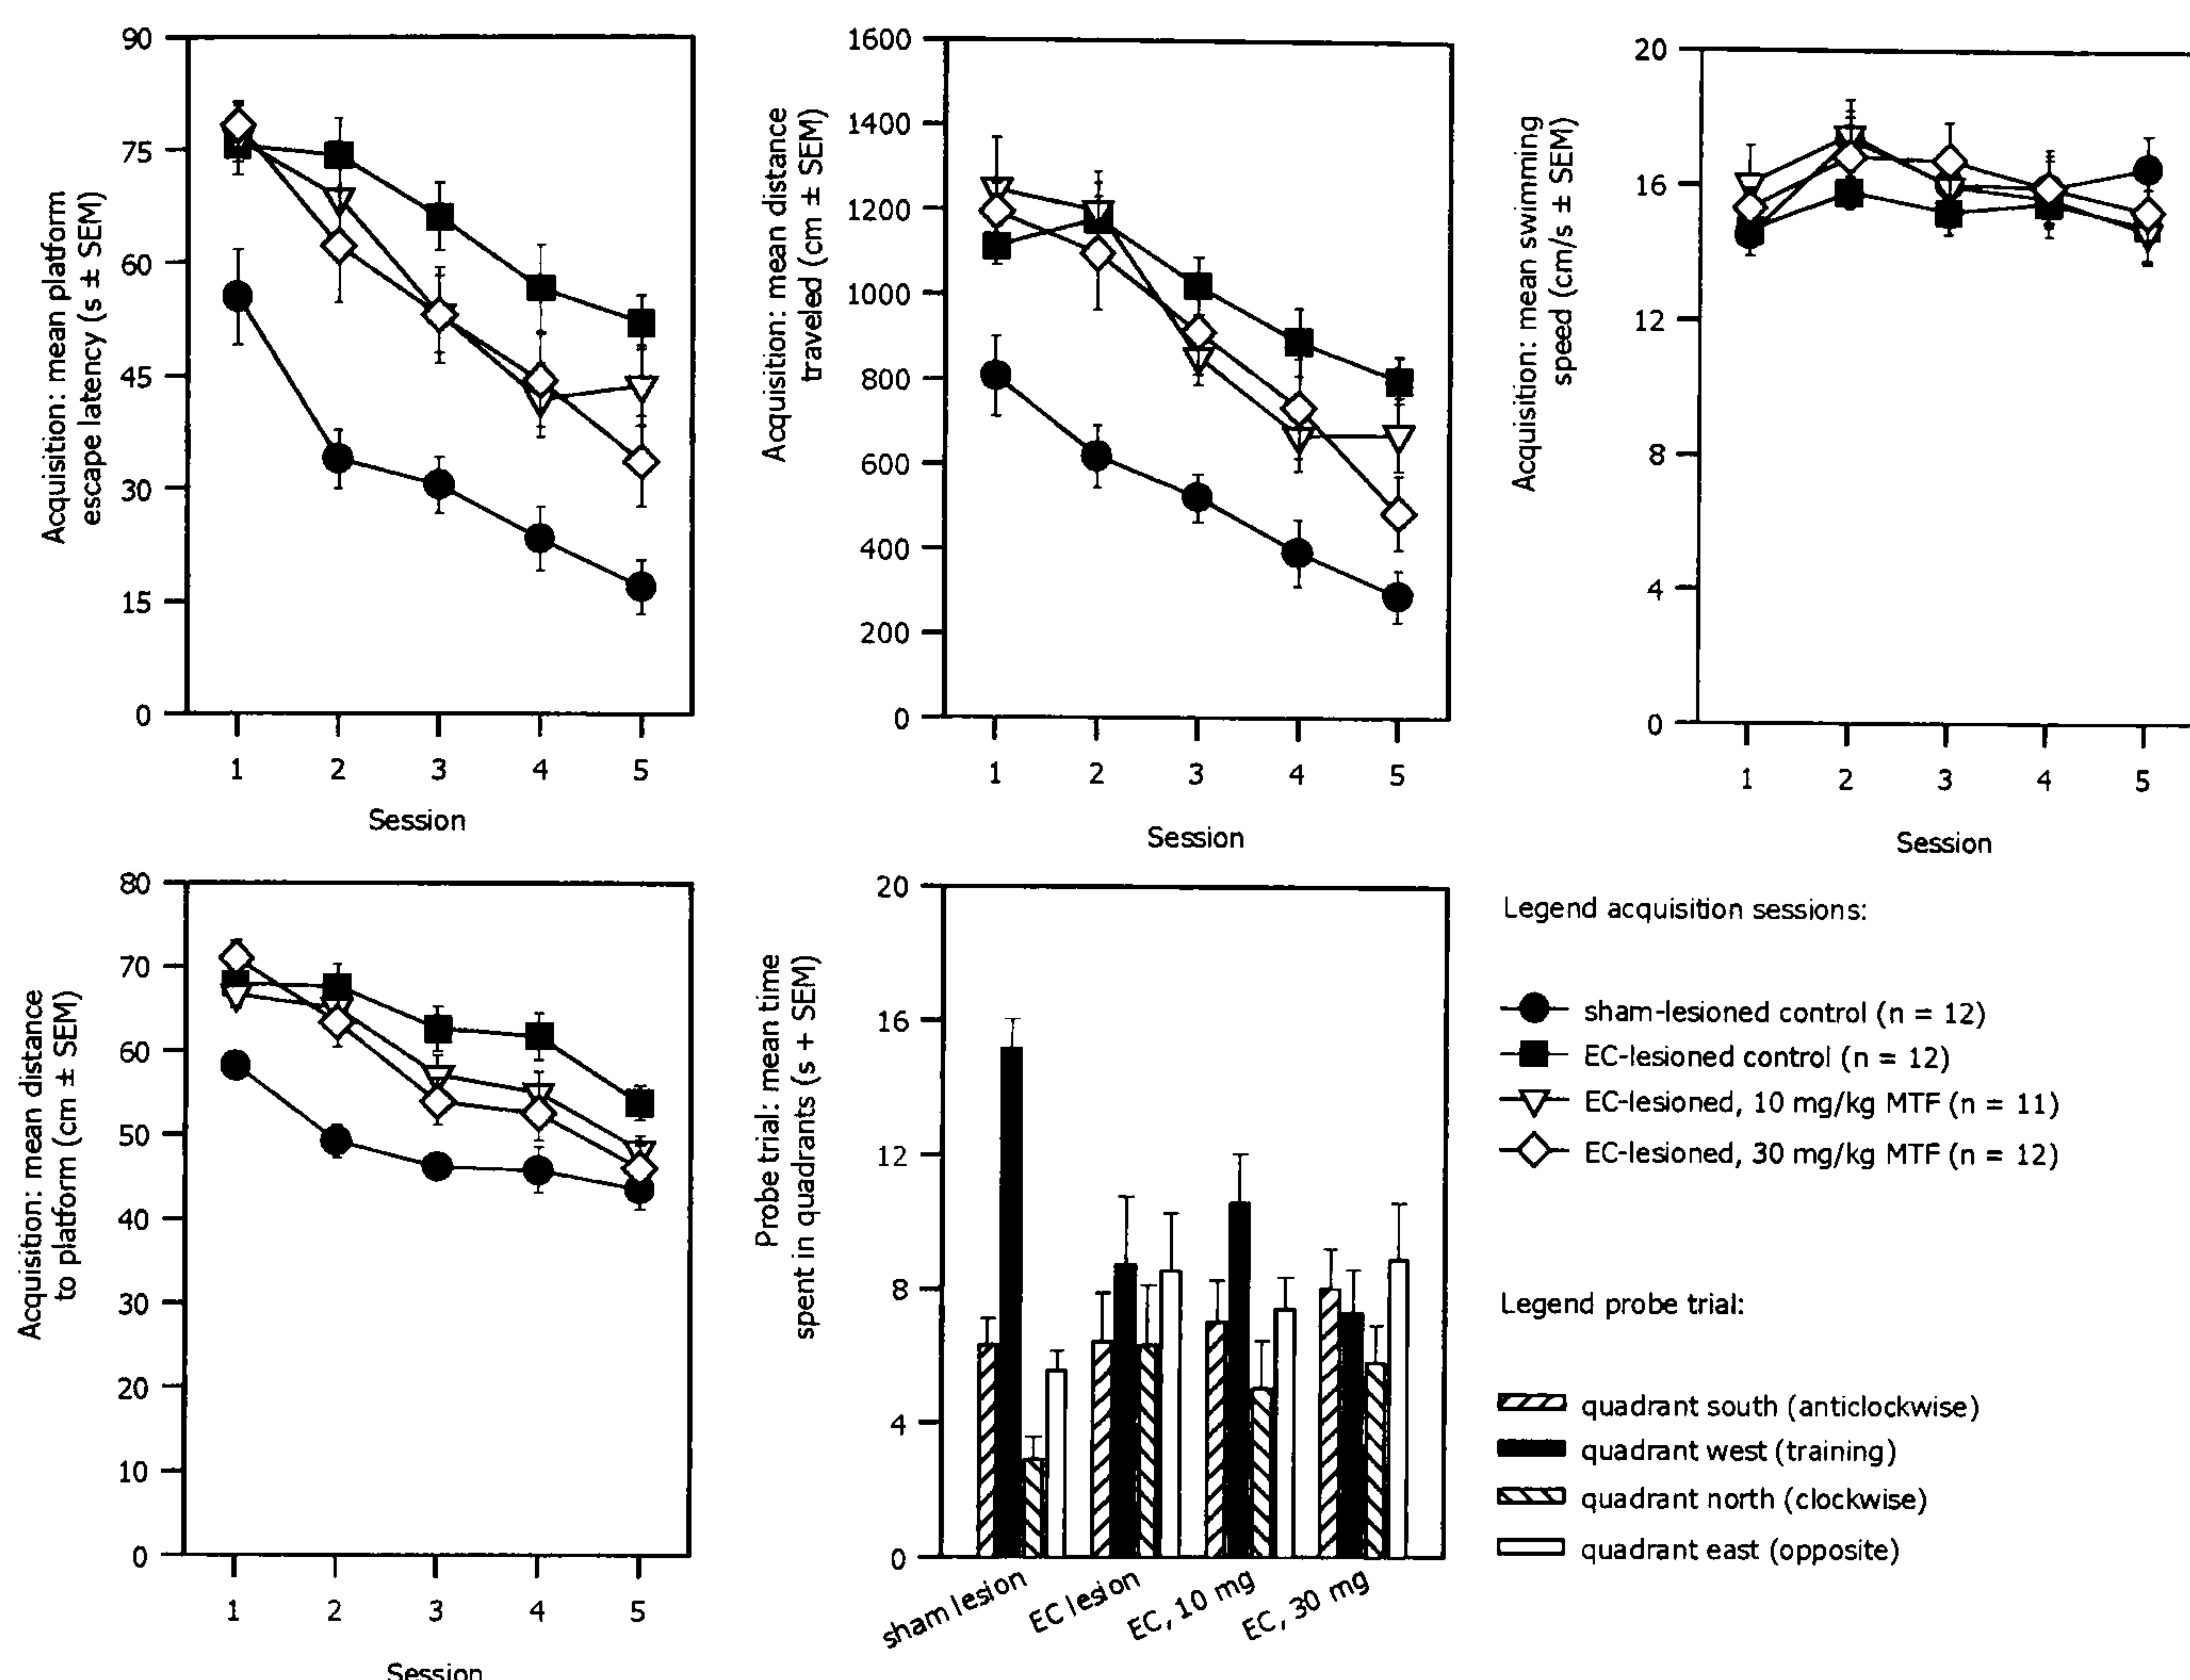 Acquisition: mean platform
escape latency (s ± SEM)
90
75
60
45
30
15
0
1 2 3 4 5
Session
Acquisition: mean distance
traveled (cm ± SEM)
1600
1400
1200
1000
800
600
400
200
0
1 2 3 4 5
Session
Acquisition: mean swimming
speed (cm/s ± SEM)
20
16
12
8
4
0
1 2 3 4 5
Session
Acquisition: mean distance
to platform (cm ± SEM)
80
70
60
50
40
30
20
10
0
1 2 3 4 5
Session
Probe trial: mean time
spent in quadrants (s + SEM)
20
16
12
8
4
0
sham lesion
EC lesion
EC, 10 mg
EC, 30 mg
Legend acquisition sessions:
sham-lesioned control (n = 12)
EC-lesioned control (n = 12)
EC-lesioned, 10 mg/kg MTF (n = 11)
EC-lesioned, 30 mg/kg MTF (n = 12)
Legend probe trial:
quadrant south (anticlockwise)
quadrant west (training)
quadrant north (clockwise)
quadrant east (opposite)